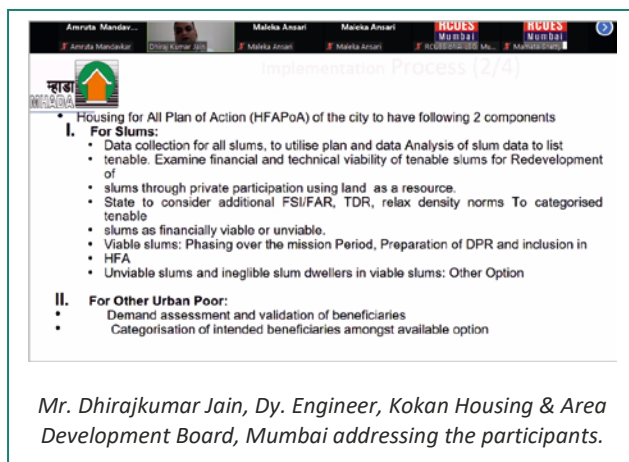 Amruta Mandav...
Maleka Ansari
Maleka Ansari
RCUES
Mumbai
RCUES
Mumbai
Amruta Mandavkar
Dhiraj Kumar Jain
Maleka Ansari
Maleka Ansari
Implementation Process (2/4)
म्हाडा
MHADA
• Housing for All Plan of Action (HFAPoA) of the city to have following 2 components
I. For Slums:
• Data collection for all slums, to utilise plan and data Analysis of slum data to list
• tenable. Examine financial and technical viability of tenable slums for Redevelopment
of
• slums through private participation using land as a resource.
• State to consider additional FSI/FAR, TDR, relax density norms To categorised
tenable
• slums as financially viable or unviable.
• Viable slums: Phasing over the mission Period, Preparation of DPR and inclusion in
• HFA
• Unviable slums and ineglible slum dwellers in viable slums: Other Option
II. For Other Urban Poor:
• Demand assessment and validation of beneficiaries
• Categorisation of intended beneficiaries amongst available option
Mr. Dhirajkumar Jain, Dy. Engineer, Kokan Housing & Area
Development Board, Mumbai addressing the participants.